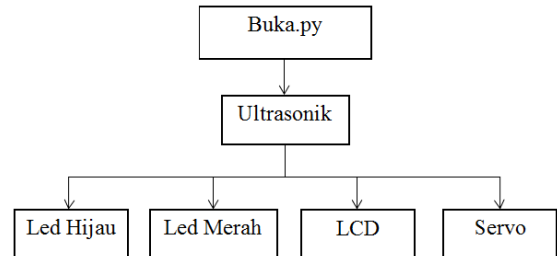 Buka.py
Ultrasonik
Led Hijau
Led Merah
LCD
Servo